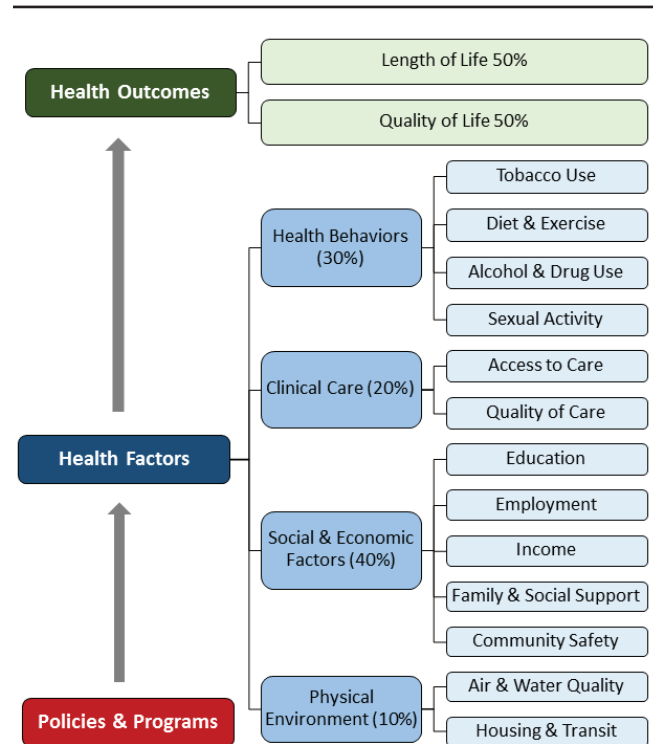 Health Outcomes
Length of Life 50%
Quality of Life 50%
Health Factors
Health Behaviors
(30%)
Tobacco Use
Diet & Exercise
Alcohol & Drug Use
Sexual Activity
Clinical Care (20%)
Access to Care
Quality of Care
Social & Economic
Factors (40%)
Education
Employment
Income
Family & Social Support
Community Safety
Physical
Environment (10%)
Air & Water Quality
Housing & Transit
Policies & Programs